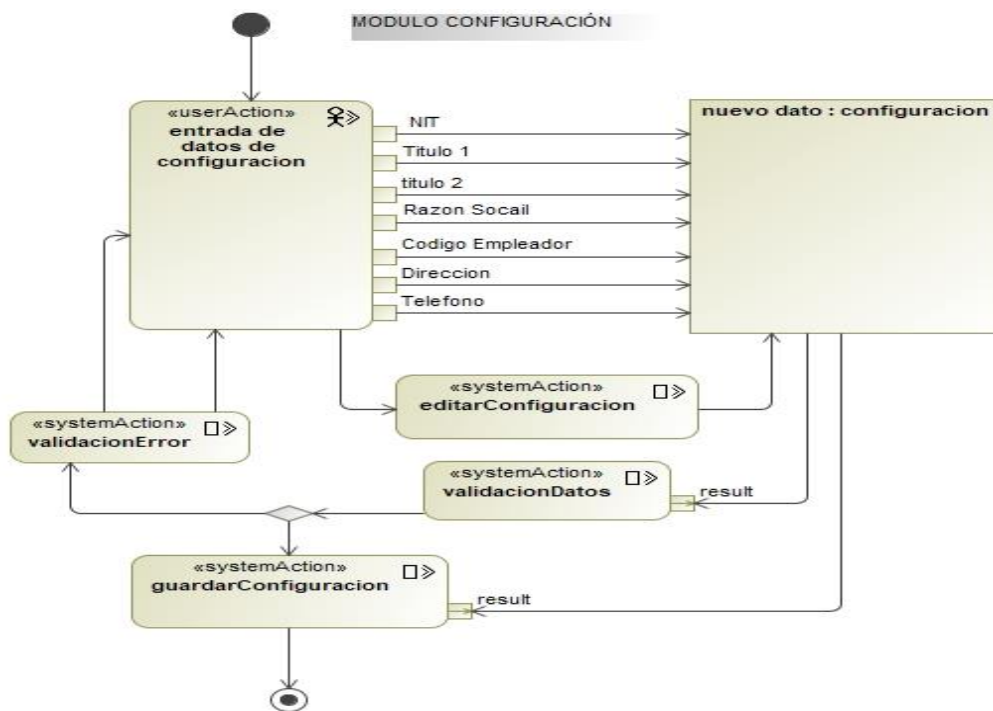 MODULO CONFIGURACIÓN
«userAction»
entrada de
datos de
configuracion
NIT
Titulo 1
titulo 2
Razon Socail
Codigo Empleador
Direccion
Telefono
nuevo dato : configuracion
«systemAction»
editarConfiguracion
«systemAction»
validacionError
«systemAction»
validacionDatos
result
«systemAction»
guardarConfiguracion
result